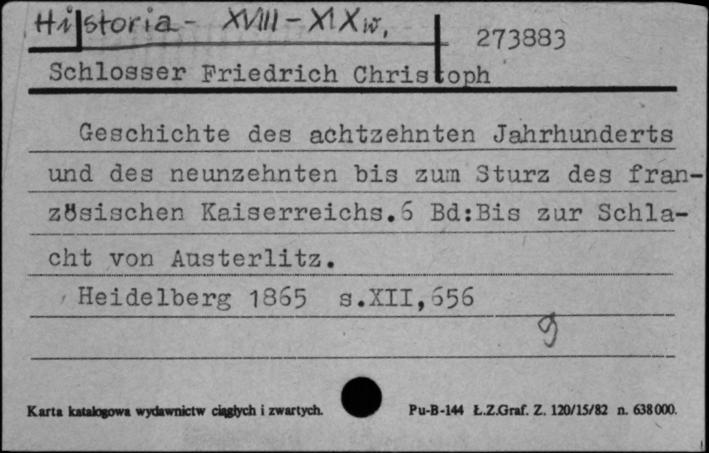 Historia - XVIII - XIX w.
273883
Schlosser Friedrich Christoph
Geschichte des achtzehnten Jahrhunderts
und des neunzehnten bis zum Sturz des fran-
zösischen Kaiserreichs.6 Bd:Bis zur Schla-
cht von Austerlitz.
Heidelberg 1865 s.XII,656
g
Karta katalogowa wydawnictw ciągłych i zwartych.
Pu-B-144 Ł.Z.Graf. Z. 120/15/82 n. 638000.